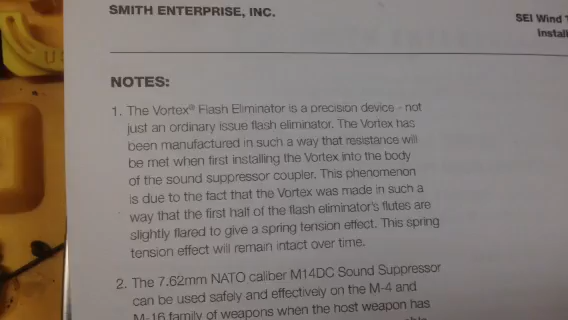 SMITH ENTERPRISE, INC.
SEI Wind
Install
NOTES:
1. The Vortex® Flash Eliminator is a precision device - not
just an ordinary issue flash eliminator. The Vortex has
been manufactured in such a way that resistance will
be met when first installing the Vortex into the body
of the sound suppressor coupler. This phenomenon
is due to the fact that the Vortex was made in such a
way that the first half of the flash eliminator's flutes are
slightly flared to give a spring tension effect. This spring
tension effect will remain intact over time.
2. The 7.62mm NATO caliber M14DC Sound Suppressor
can be used safely and effectively on the M-4 and
M-16 family of weapons when the host weapon has